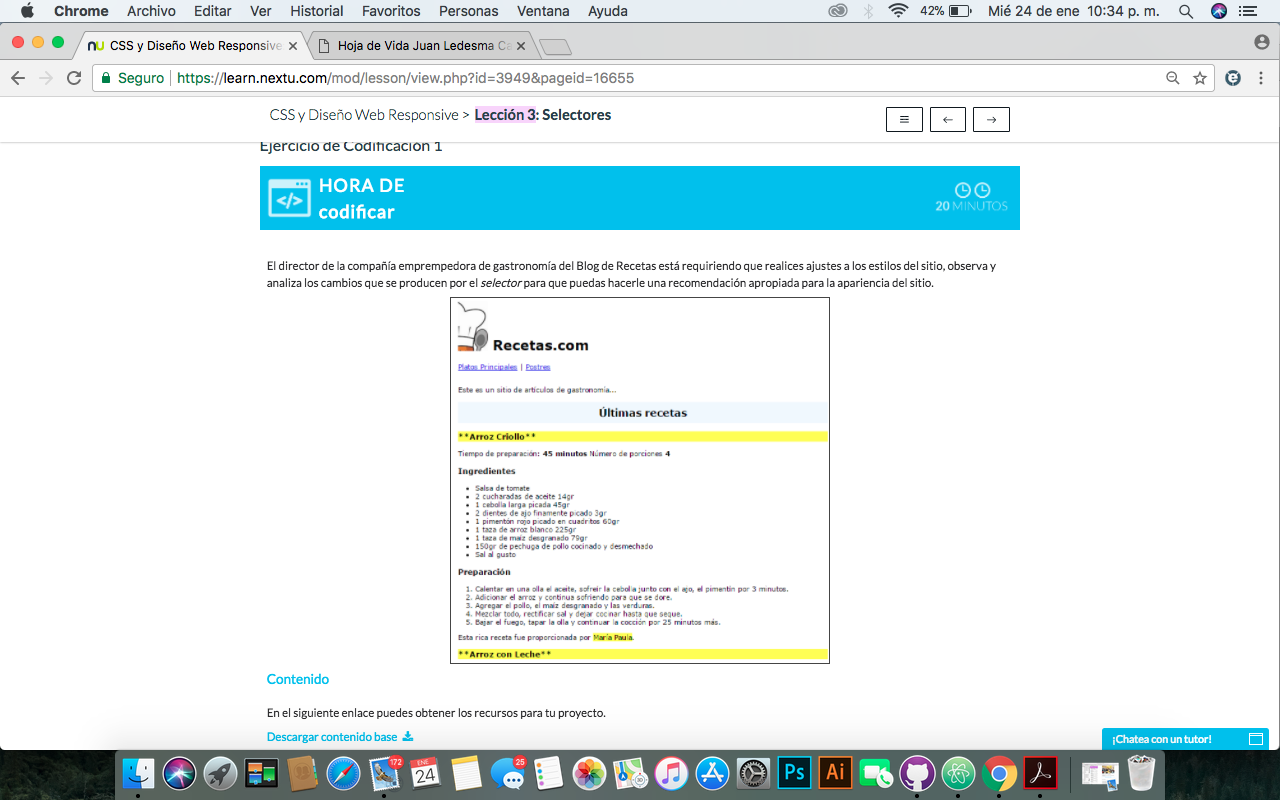 Chrome Archivo Editar Ver Historial Favoritos Personas Ventana Ayuda 42% Mié 24 de ene 10:34 p. m.
nu CSS y Diseño Web Responsive Hoja de Vida Juan Ledesma Ca
Seguro https://learn.nextu.com/mod/lesson/view.php?id=3949&pageid=16655
CSS y Diseño Web Responsive > Lección 3: Selectores
Ejercicio de Codificación 1
HORA DE
codificar
20 MINUTOS
El director de la compañía emprempedora de gastronomía del Blog de Recetas está requiriendo que realices ajustes a los estilos del sitio, observa y
analiza los cambios que se producen por el selector para que puedas hacerle una recomendación apropiada para la apariencia del sitio.
Recetas.com
Platos Principales | Postres
Este es un sitio de artículos de gastronomía...
Últimas recetas
**Arroz Criollo**
Tiempo de preparación: 45 minutos Número de porciones 4
Ingredientes
Salsa de tomate
2 cucharadas de aceite 14gr
1 cebolla larga picada 45gr
2 dientes de ajo finamente picado 3gr
1 pimentón rojo picado en cuadritos 60gr
1 taza de arroz blanco 225gr
1 taza de maíz desgranado 79gr
150gr de pechuga de pollo cocinado y desmechado
Sal al gusto
Preparación
1. Calentar en una olla el aceite, sofreír la cebolla junto con el ajo, el pimentín por 3 minutos.
2. Adicionar el arroz y continua sofriendo para que se dore.
3. Agregar el pollo, el maíz desgranado y las verduras.
4. Mezclar todo, rectificar sal y dejar cocinar hasta que seque.
5. Bajar el fuego, tapar la olla y continuar la cocción por 25 minutos más.
Esta rica receta fue proporcionada por María Paula.
**Arroz con Leche**
Contenido
En el siguiente enlace puedes obtener los recursos para tu proyecto.
Descargar contenido base
¡Chatea con un tutor!
172 ENE 24 25 Ps Ai